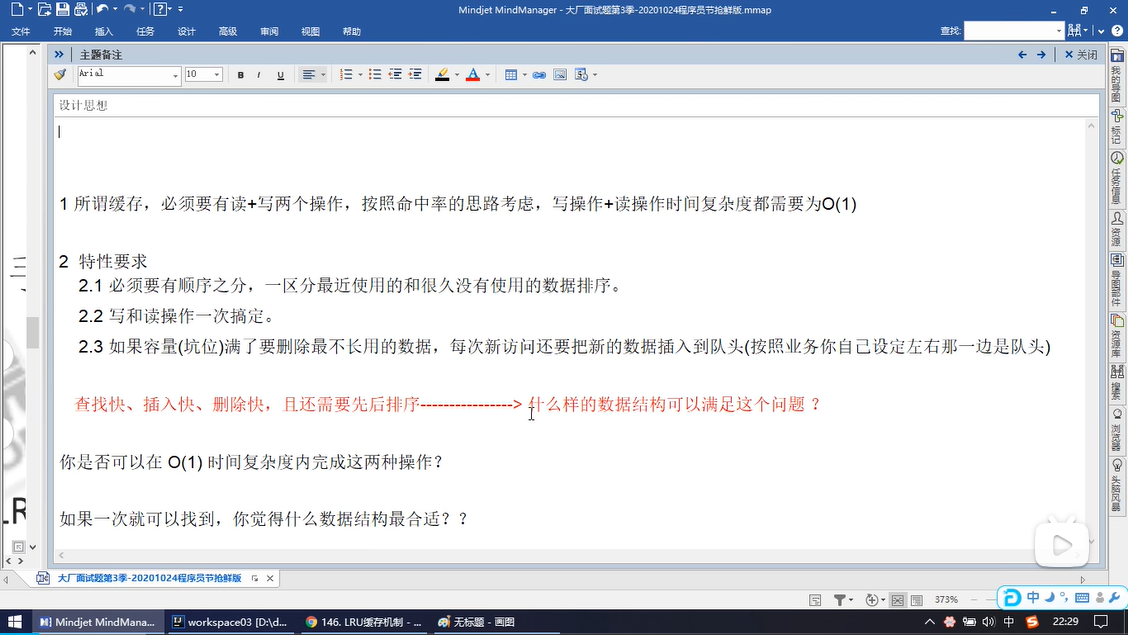 Mindjet MindManager - 大厂面试题第3季-20201024程序员节抢鲜版.mmap
文件 开始 插入 任务 设计 高级 审阅 视图 帮助
查找:
主题备注
关闭
Arial 10 B I U
设计思想
1 所谓缓存，必须要有读+写两个操作，按照命中率的思路考虑，写操作+读操作时间复杂度都需要为O(1)
2 特性要求
2.1 必须要有顺序之分，一区分最近使用的和很久没有使用的数据排序。
2.2 写和读操作一次搞定。
2.3 如果容量(坑位)满了要删除最不长用的数据，每次新访问还要把新的数据插入到队头(按照业务你自己设定左右那一边是队头)
查找快、插入快、删除快，且还需要先后排序----------------> 什么样的数据结构可以满足这个问题？
你是否可以在 O(1) 时间复杂度内完成这两种操作？
如果一次就可以找到，你觉得什么数据结构最合适？？
我的导图
标记
任务信息
资源
导图部件
资源库
搜索
浏览器
头脑风暴
大厂面试题第3季-20201024程序员节抢鲜版
373%
中
Mindjet MindMana...
workspace03 [D:\d...
146. LRU缓存机制 - ...
无标题 - 画图
中
22:29